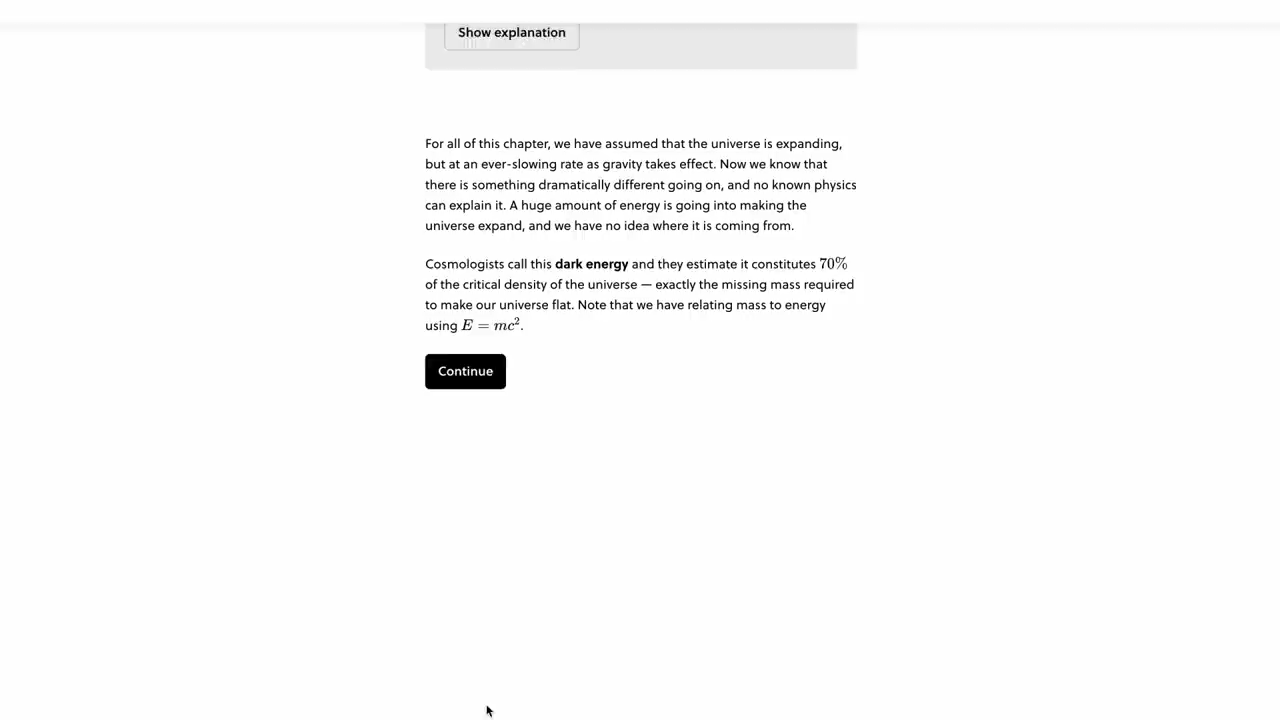 Show explanation
For all of this chapter, we have assumed that the universe is expanding,
but at an ever-slowing rate as gravity takes effect. Now we know that
there is something dramatically different going on, and no known physics
can explain it. A huge amount of energy is going into making the
universe expand, and we have no idea where it is coming from.
Cosmologists call this dark energy and they estimate it constitutes 70%
of the critical density of the universe — exactly the missing mass required
to make our universe flat. Note that we have relating mass to energy
using E = mc².
Continue